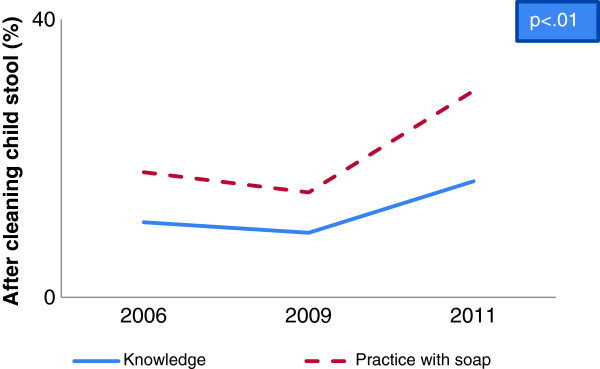 p<.01
40
After cleaning child stool (%)
0
2006 2009 2011
Knowledge Practice with soap